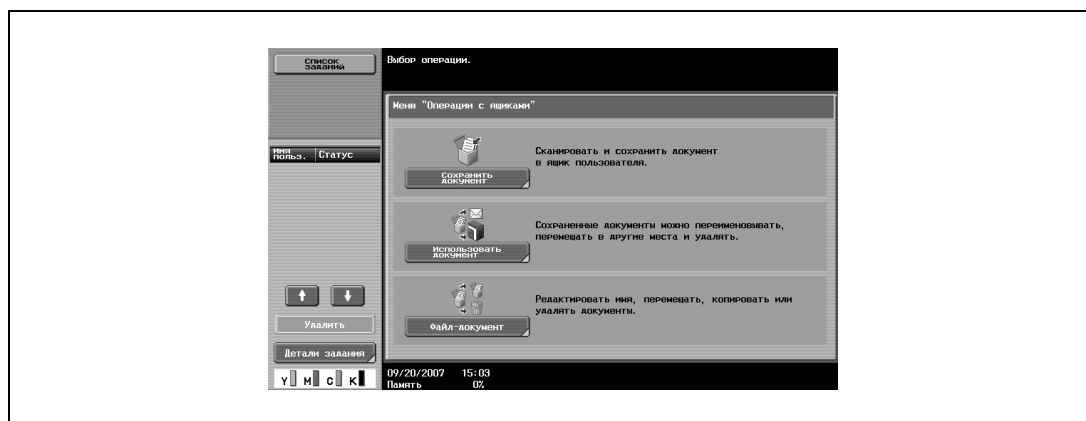 Список
заданий
Выбор операции.
Меню "Операции с ящиками"
Имя
польз.
Статус
Сканировать и сохранить документ
в ящик пользователя.
Сохранить
документ
Сохраненные документы можно переименовывать,
перемещать в другие места и удалять.
Использовать
документ
Редактировать имя, перемещать, копировать или
удалять документы.
Файл-документ
Удалить
Детали задания
Y M C K
09/20/2007 15:03
Память 0%